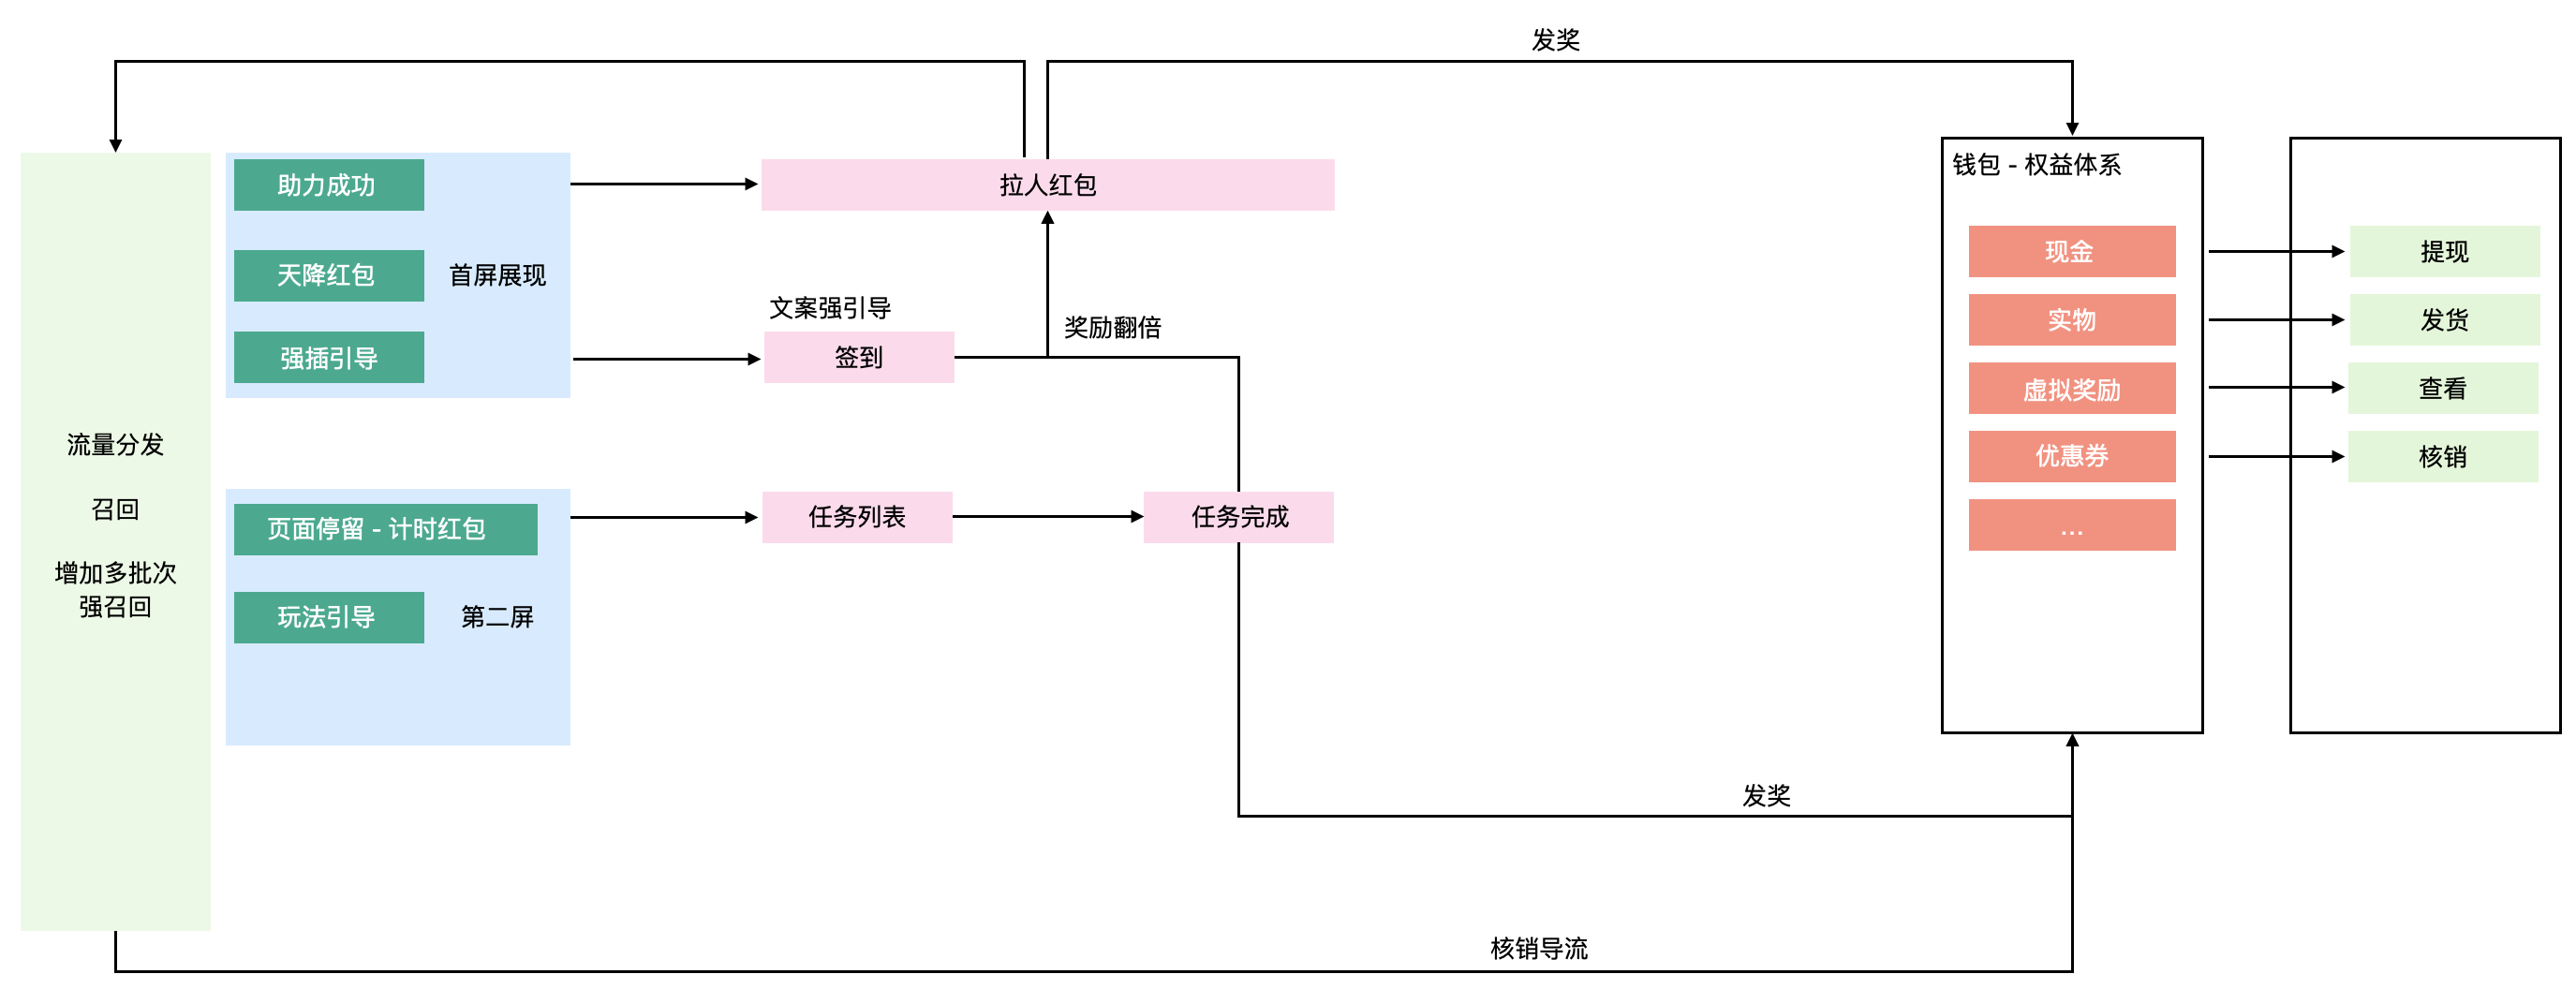 发奖
流量分发
召回
增加多批次
强召回
助力成功
天降红包
强插引导
首屏展现
页面停留 - 计时红包
玩法引导
第二屏
拉人红包
文案强引导
签到
奖励翻倍
任务列表
任务完成
钱包 - 权益体系
现金
实物
虚拟奖励
优惠券
...
提现
发货
查看
核销
发奖
核销导流